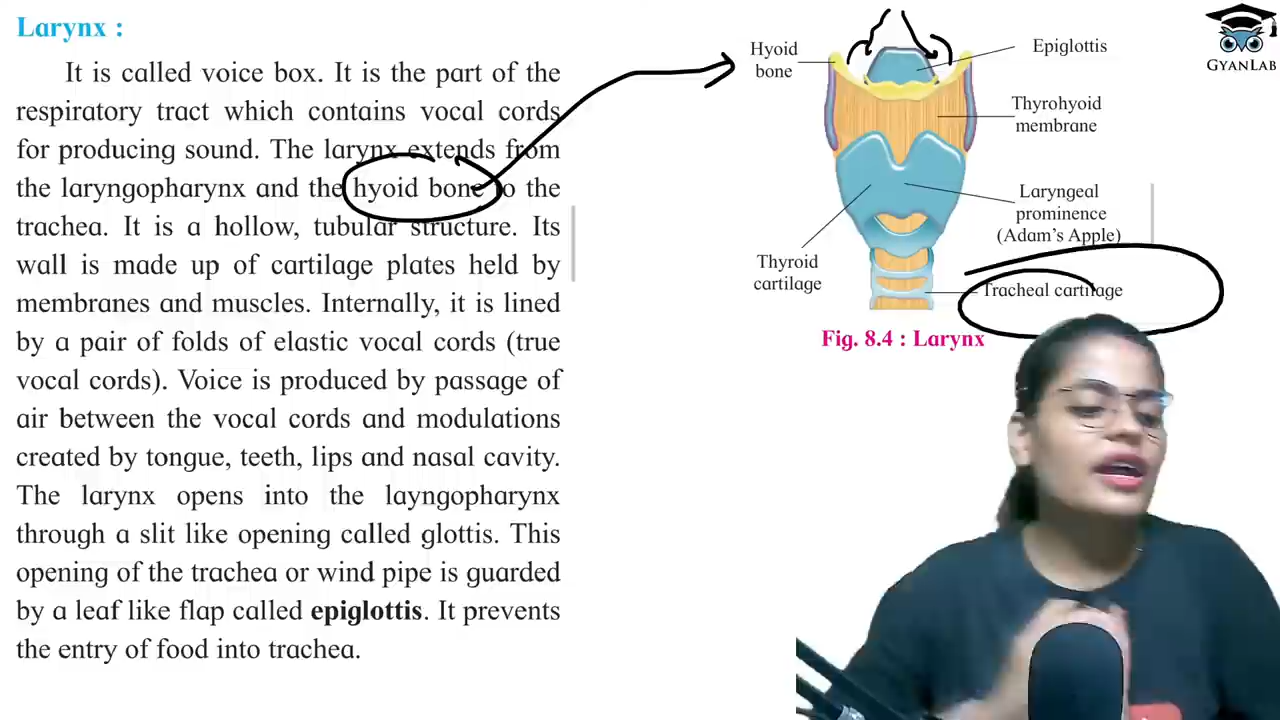 Larynx :
It is called voice box. It is the part of the
respiratory tract which contains vocal cords
for producing sound. The larynx extends from
the laryngopharynx and the hyoid bone to the
trachea. It is a hollow, tubular structure. Its
wall is made up of cartilage plates held by
membranes and muscles. Internally, it is lined
by a pair of folds of elastic vocal cords (true
vocal cords). Voice is produced by passage of
air between the vocal cords and modulations
created by tongue, teeth, lips and nasal cavity.
The larynx opens into the layngopharynx
through a slit like opening called glottis. This
opening of the trachea or wind pipe is guarded
by a leaf like flap called epiglottis. It prevents
the entry of food into trachea.
Hyoid
bone
Epiglottis
Thyrohyoid
membrane
Laryngeal
prominence
(Adam's Apple)
Thyroid
cartilage
Tracheal cartilage
Fig. 8.4 : Larynx
GYANLAB